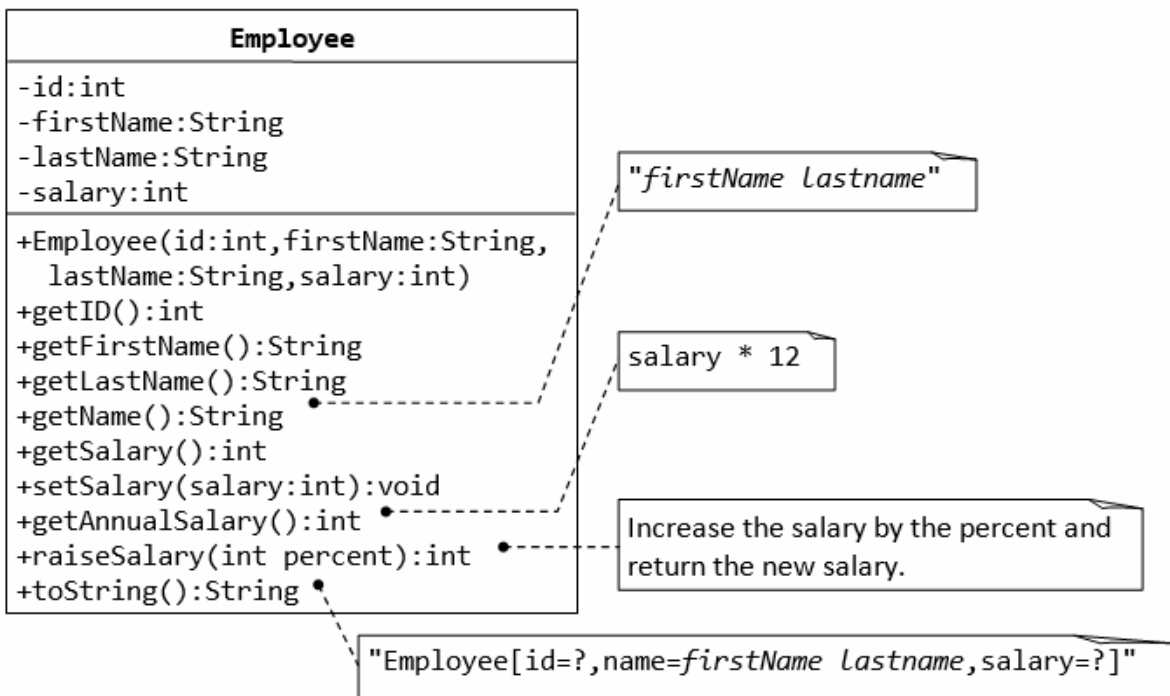 Employee
-id:int
-firstName:String
-lastName:String
-salary:int
+Employee(id:int,firstName:String,
lastName:String,salary:int)
+getID():int
+getFirstName():String
+getLastName():String
+getName():String
+getSalary():int
+setSalary(salary:int):void
+getAnnualSalary():int
+raiseSalary(int percent):int
+toString():String
"firstName lastname"
salary * 12
Increase the salary by the percent and
return the new salary.
"Employee[id=?,name=firstName lastname,salary=?]"